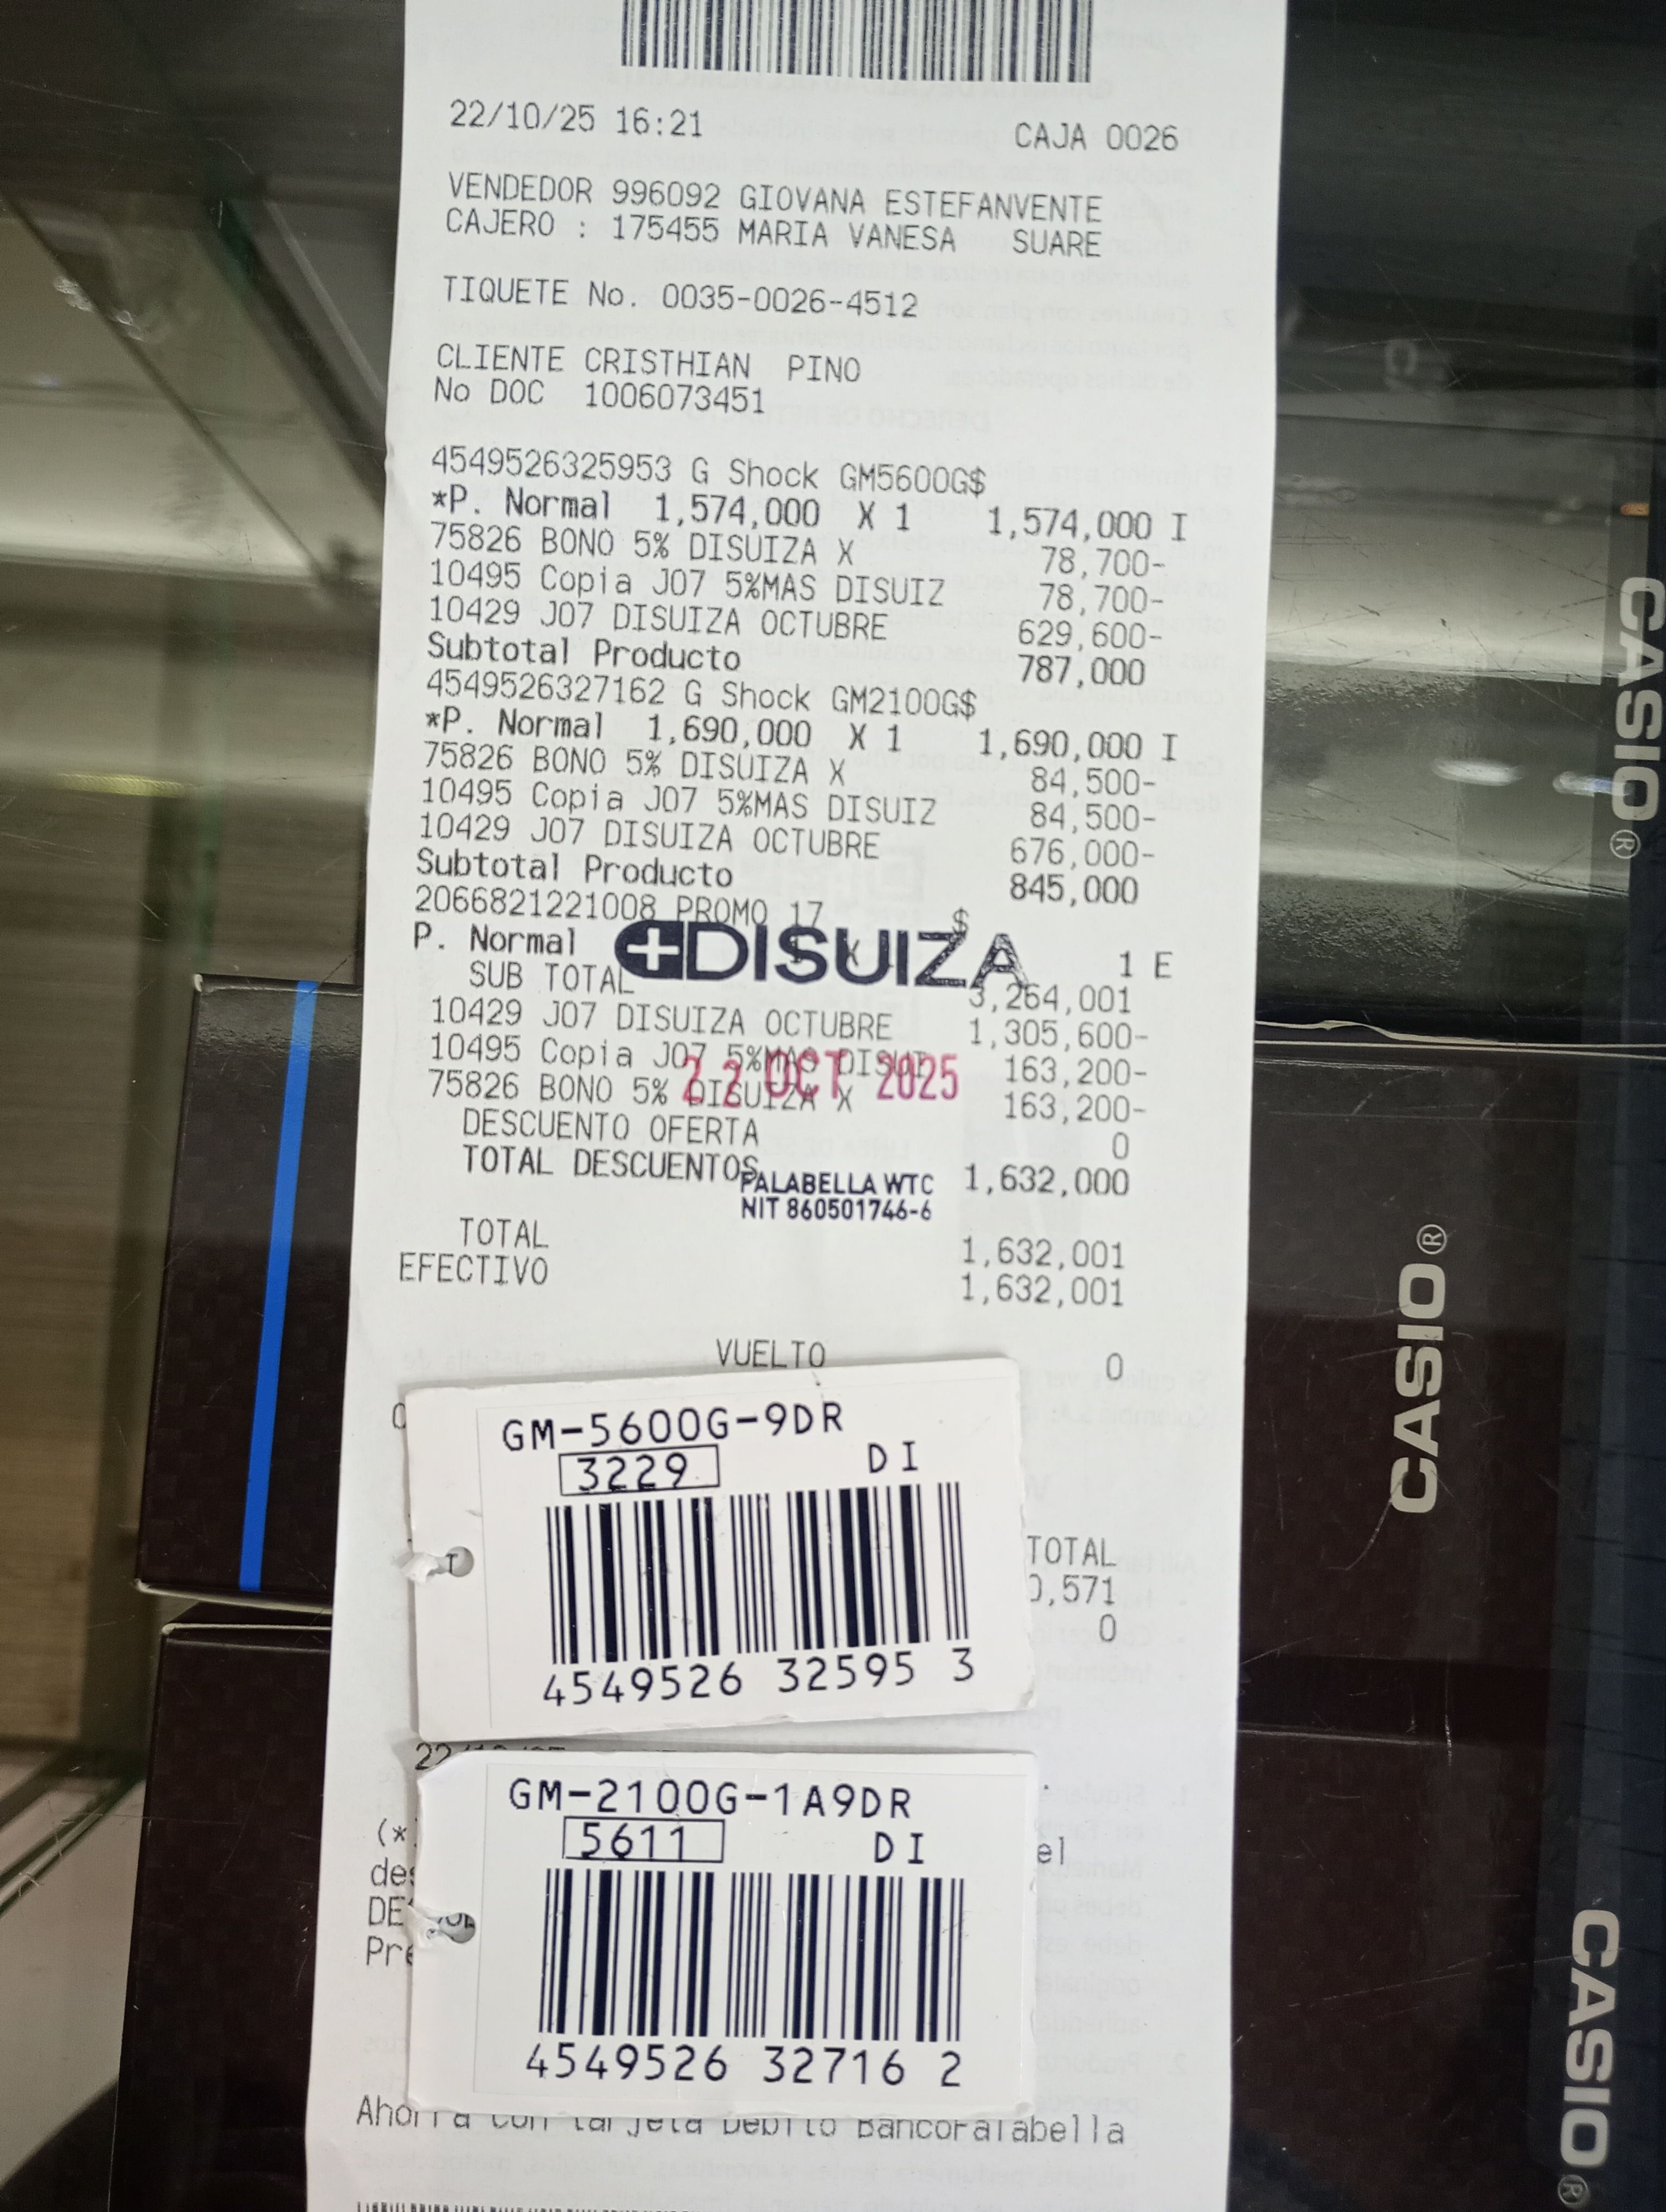 22/10/25 16:21 CAJA 0026
VENDEDOR 996092 GIOVANA ESTEFANVENTE
CAJERO : 175455 MARIA VANESA SUARE
TIQUETE No. 0035-0026-4512
CLIENTE CRISTHIAN PINO
No DOC 1006073451
4549526325953 G Shock GM5600G$
*P. Normal 1,574,000 X 1 1,574,000 I
75826 BONO 5% DISUIZA X 78,700-
10495 Copia J07 5%MAS DISUIZ 78,700-
10429 J07 DISUIZA OCTUBRE 629,600-
Subtotal Producto 787,000
4549526327162 G Shock GM2100G$
*P. Normal 1,690,000 X 1 1,690,000 I
75826 BONO 5% DISUIZA X 84,500-
10495 Copia J07 5%MAS DISUIZ 84,500-
10429 J07 DISUIZA OCTUBRE 676,000-
Subtotal Producto 845,000
2066821221008 PROMO 17 $
P. Normal 1 E
DISUIZA
SUB TOTAL 3,264,001
10429 J07 DISUIZA OCTUBRE 1,305,600-
10495 Copia J07 5%MAS DISUI 163,200-
22 OCT 2025
75826 BONO 5% DISUIZA X 163,200-
DESCUENTO OFERTA 0
TOTAL DESCUENTOS 1,632,000
FALABELLA WTC
NIT 860501746-6
TOTAL 1,632,001
EFECTIVO 1,632,001
VUELTO 0
GM-5600G-9DR
3229 DI
4549526 32595 3
TOTAL
0,571
0
GM-2100G-1A9DR
5611 DI
4549526 32716 2
(*
el
des
DE
Pre
Ahorra con tarjeta Debito BancoFalabella
CASIO®
CASIO®
CASIO®